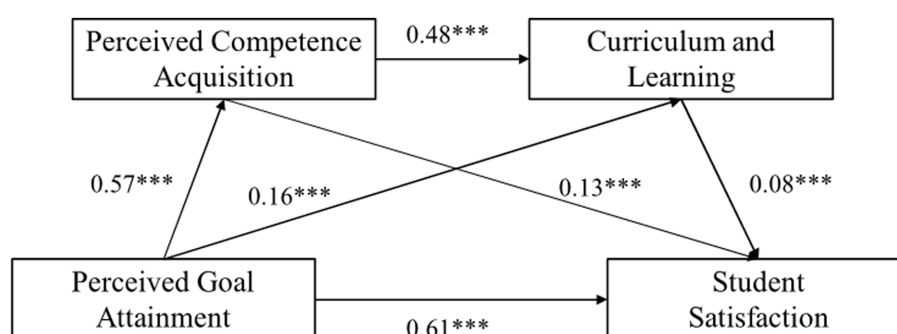 Perceived Competence
Acquisition
0.48***
Curriculum and
Learning
0.57***
0.16***
0.13***
0.08***
Perceived Goal
Attainment
0.61***
Student
Satisfaction